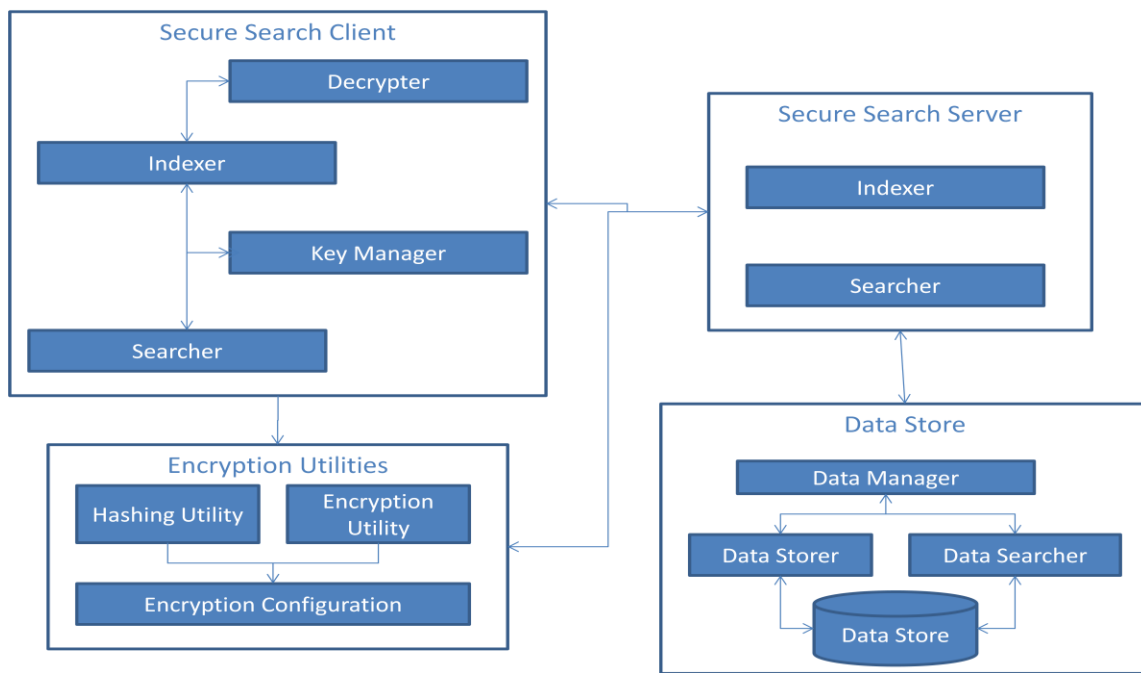 Secure Search Client
Decrypter
Indexer
Key Manager
Searcher
Secure Search Server
Indexer
Searcher
Encryption Utilities
Hashing Utility
Encryption
Utility
Encryption Configuration
Data Store
Data Manager
Data Storer
Data Searcher
Data Store